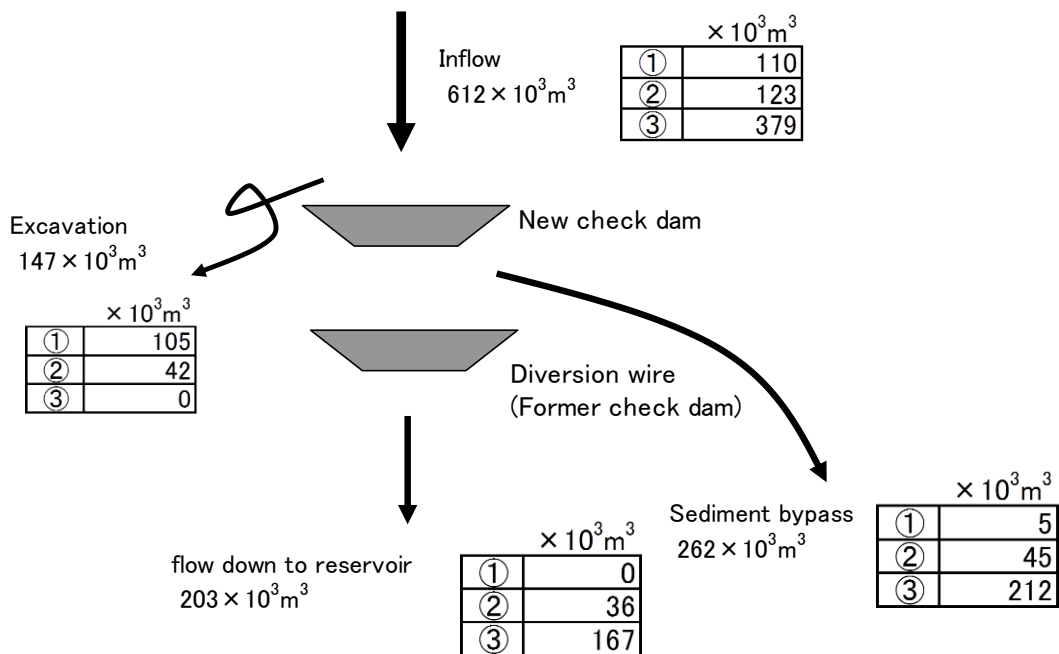 Inflow
612×10³m³
×10³m³
① 110
② 123
③ 379
New check dam
Excavation
147×10³m³
×10³m³
① 105
② 42
③ 0
Diversion wire
(Former check dam)
flow down to reservoir
203×10³m³
×10³m³
① 0
② 36
③ 167
Sediment bypass
262×10³m³
×10³m³
① 5
② 45
③ 212